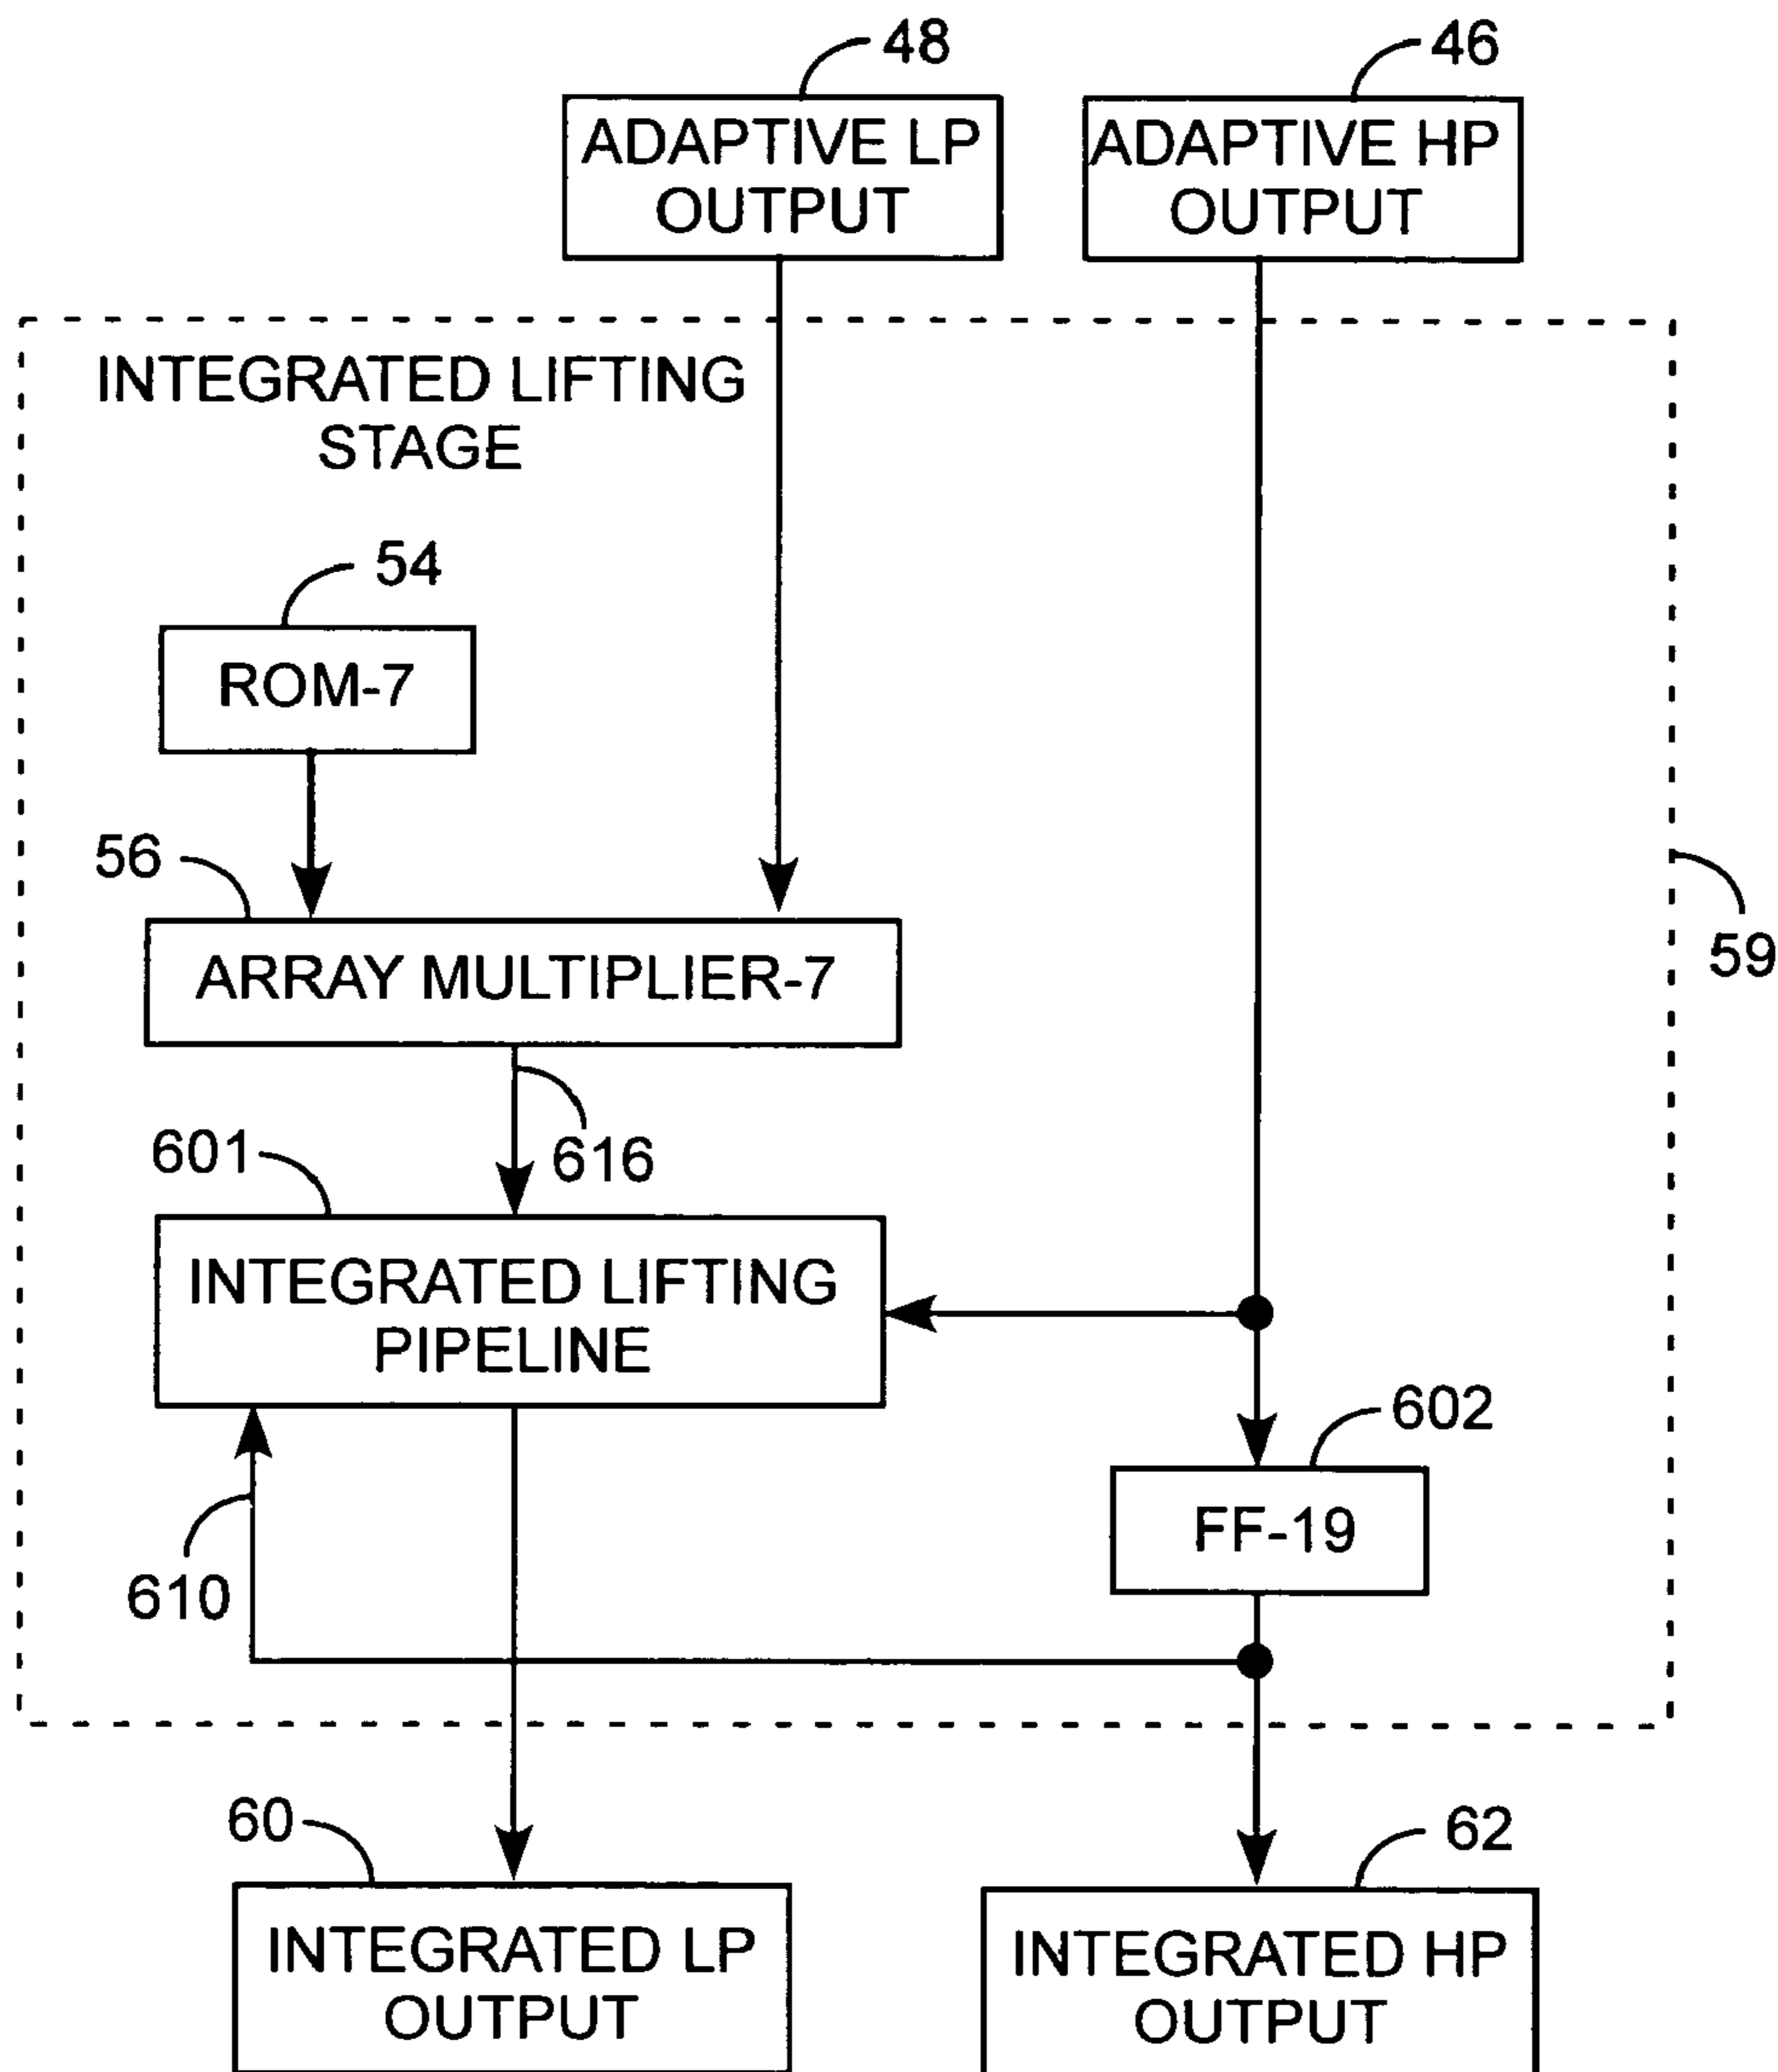 48
46
ADAPTIVE LP
OUTPUT
ADAPTIVE HP
OUTPUT
INTEGRATED LIFTING
STAGE
54
ROM-7
56
59
ARRAY MULTIPLIER-7
616
601
INTEGRATED LIFTING
PIPELINE
602
FF-19
610
60
62
INTEGRATED LP
OUTPUT
INTEGRATED HP
OUTPUT